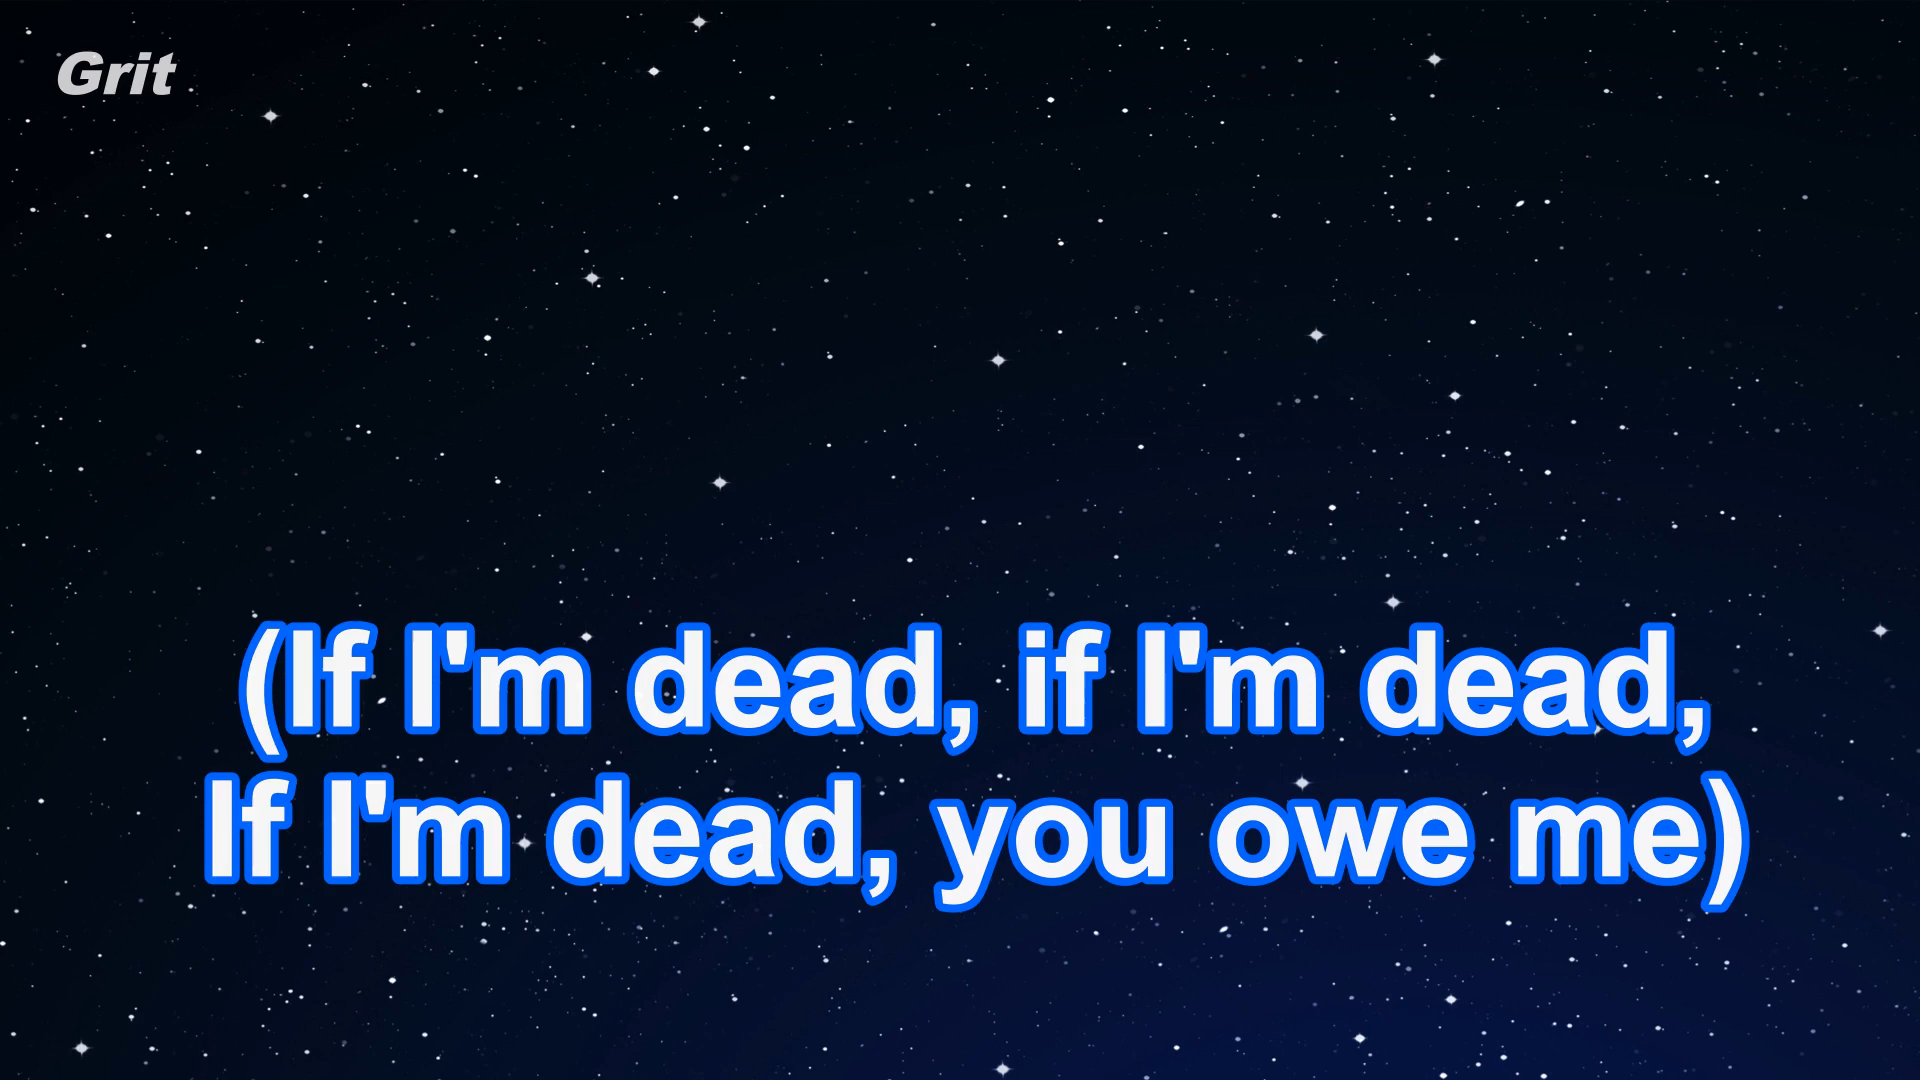 Grit
(If I'm dead, if I'm dead,
If I'm dead, you owe me)